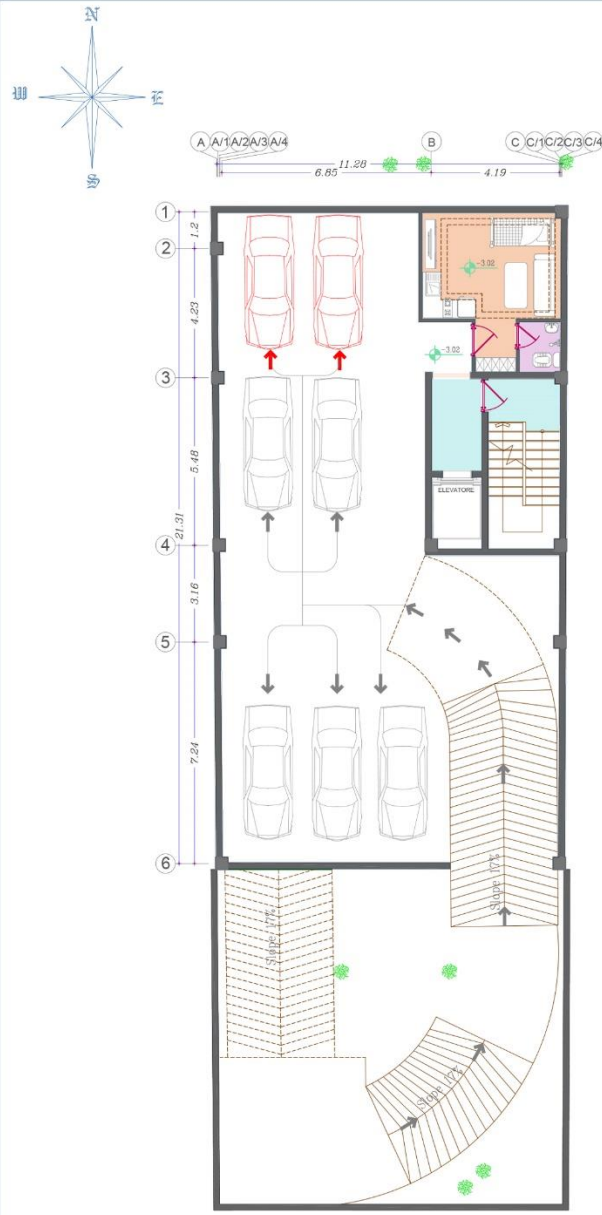 N
W E
S
A A/1 A/2 A/3 A/4 B C C/1 C/2 C/3 C/4
11.28
6.85 4.19
1
1.2
2
-3.02
4.23
-3.02
3
5.48
ELEVATORE
21.31
4
3.16
5
7.24
6
Slope 17%
Slope 17%
Slope 17%